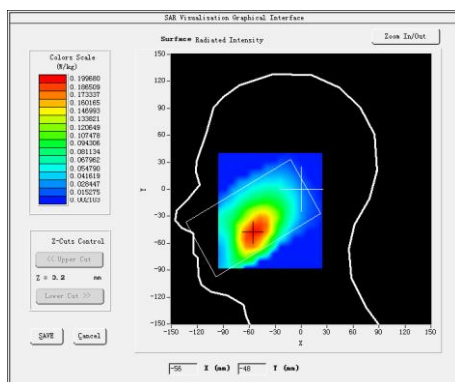 SAR Visualisation Graphical Interface
Surface Radiated Intensity
Zoom In/Out
Colors Scale
(W/kg)
0.199680
0.186509
0.173337
0.160165
0.146993
0.133821
0.120649
0.107478
0.094306
0.081134
0.067962
0.054790
0.041619
0.028447
0.015275
0.002103
150
120
90
60
30
0
-30
-60
-90
-120
-150
Y
-150 -120 -90 -60 -30 0 30 60 90 120 150
X
Z-Cuts Control
<< Upper Cut
Z = 3.2 mm
Lower Cut >>
SAVE Cancel
-56 X (mm) -48 Y (mm)